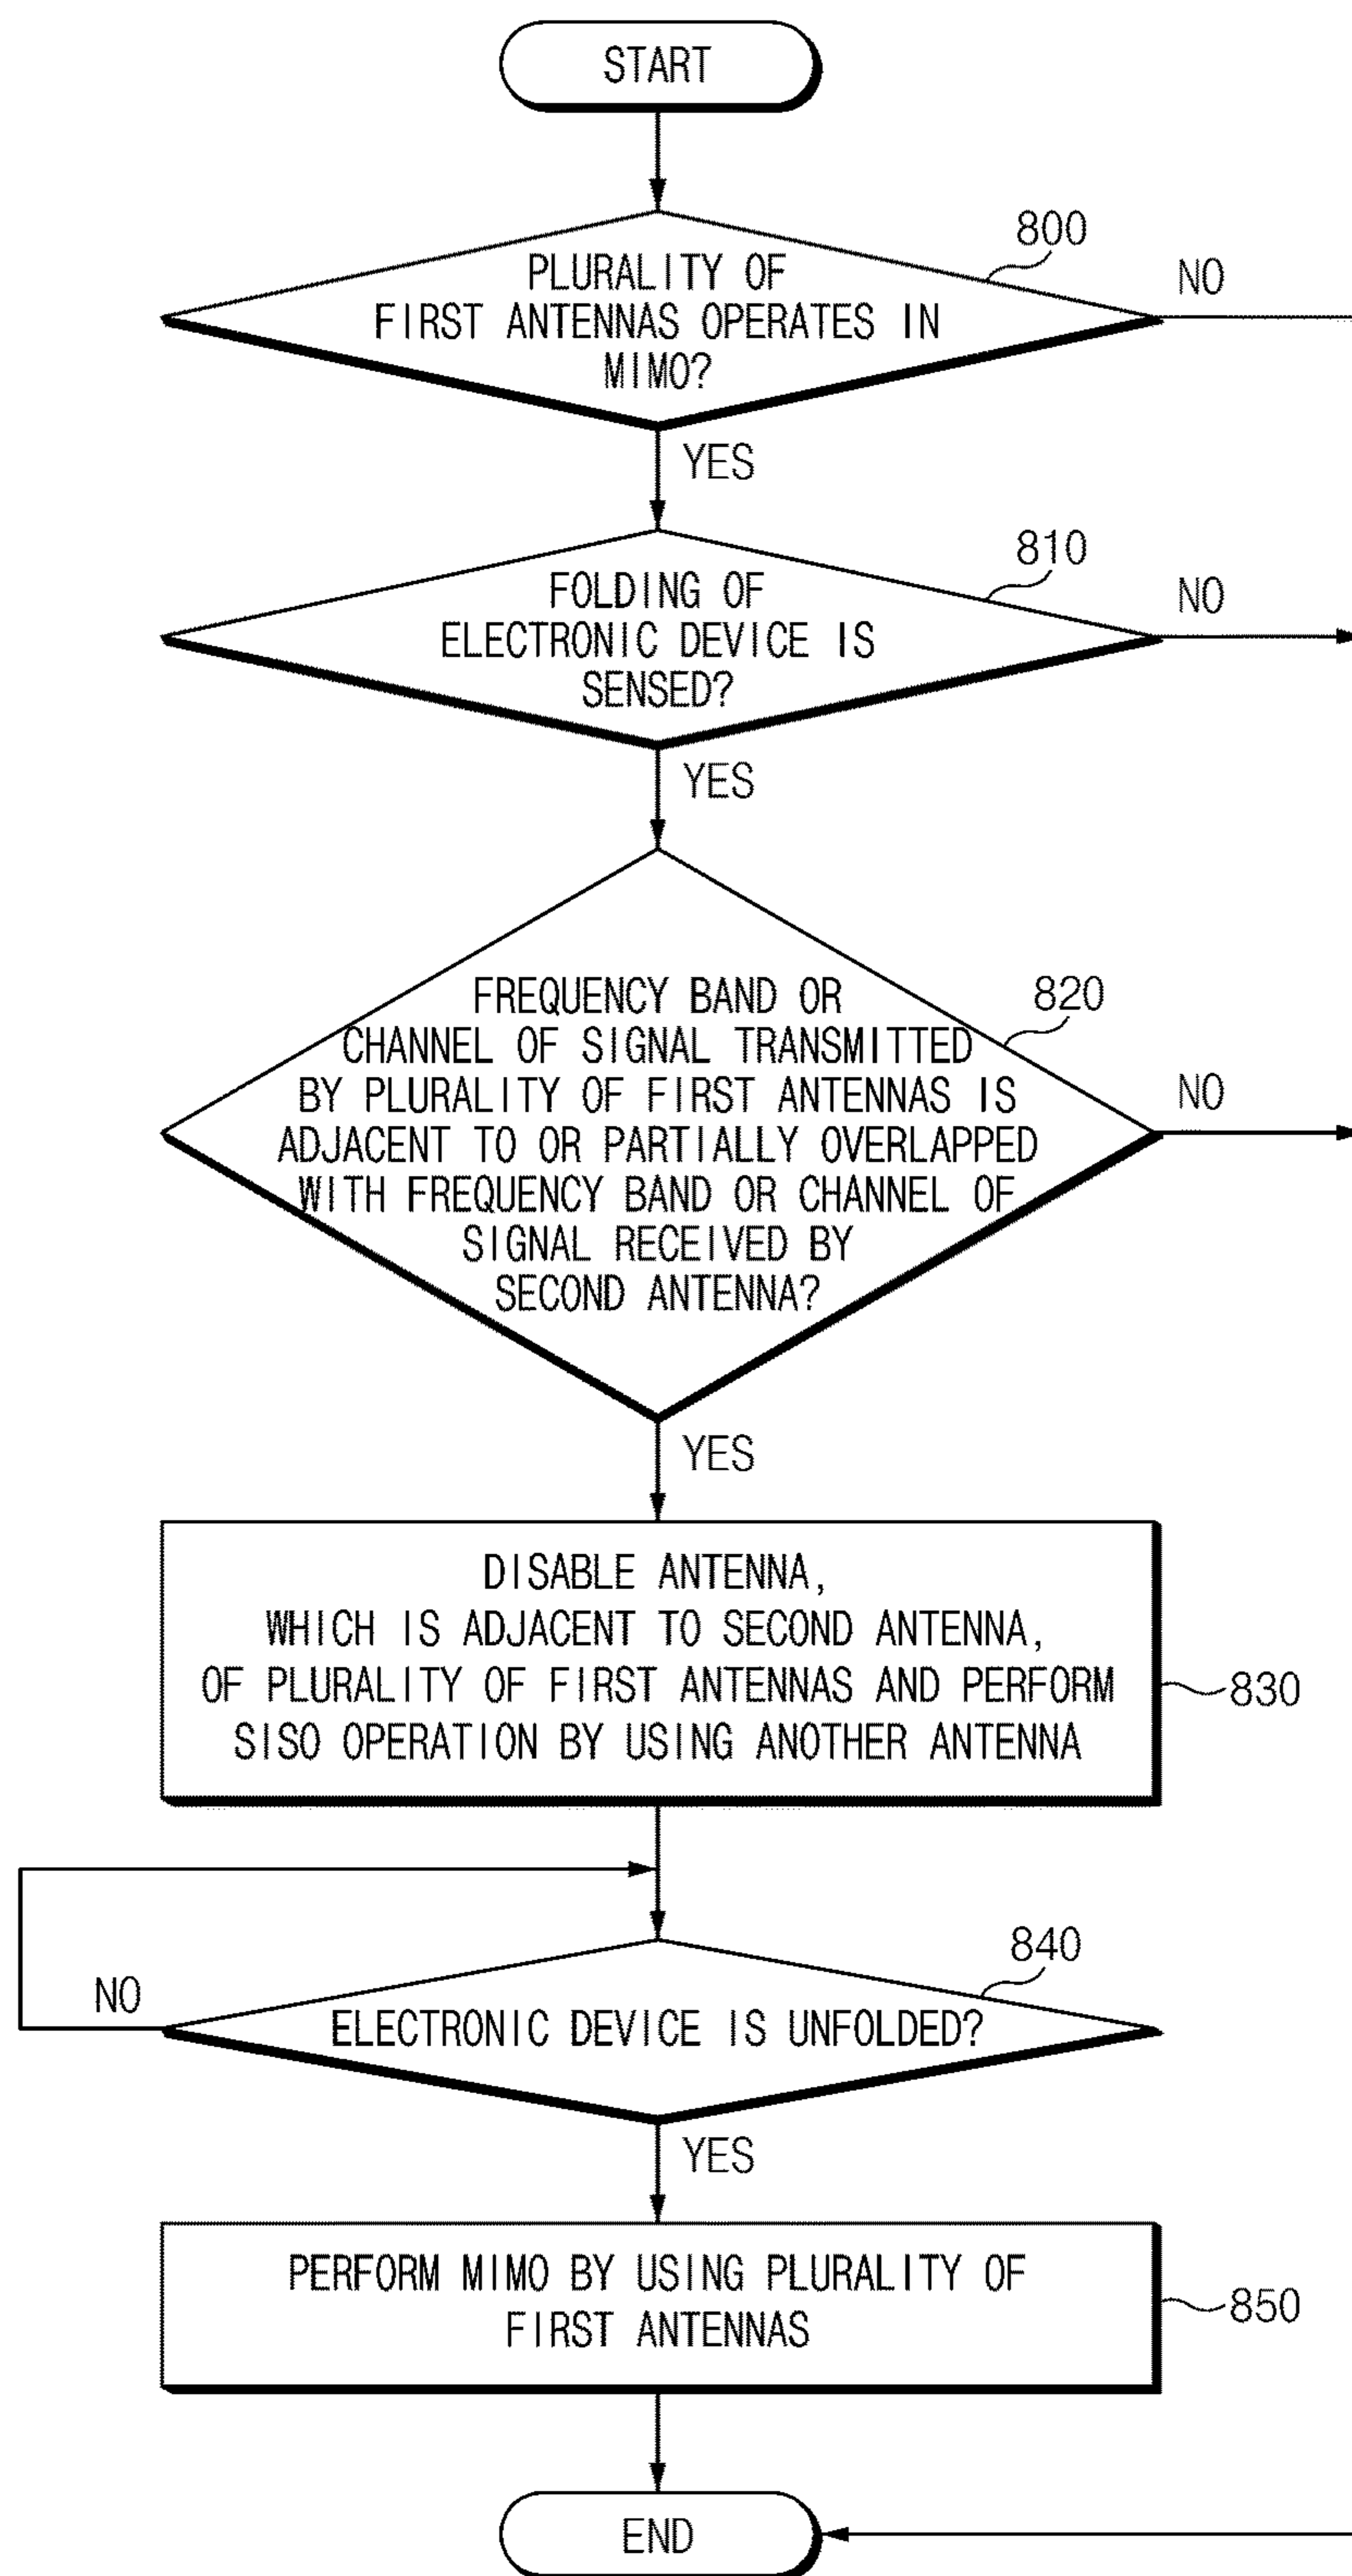 START
800
PLURALITY OF
FIRST ANTENNAS OPERATES IN
MIMO?
NO
YES
810
FOLDING OF
ELECTRONIC DEVICE IS
SENSED?
NO
YES
820
FREQUENCY BAND OR
CHANNEL OF SIGNAL TRANSMITTED
BY PLURALITY OF FIRST ANTENNAS IS
ADJACENT TO OR PARTIALLY OVERLAPPED
WITH FREQUENCY BAND OR CHANNEL OF
SIGNAL RECEIVED BY
SECOND ANTENNA?
NO
YES
DISABLE ANTENNA,
WHICH IS ADJACENT TO SECOND ANTENNA,
OF PLURALITY OF FIRST ANTENNAS AND PERFORM
SISO OPERATION BY USING ANOTHER ANTENNA
830
840
ELECTRONIC DEVICE IS UNFOLDED?
NO
YES
PERFORM MIMO BY USING PLURALITY OF
FIRST ANTENNAS
850
END